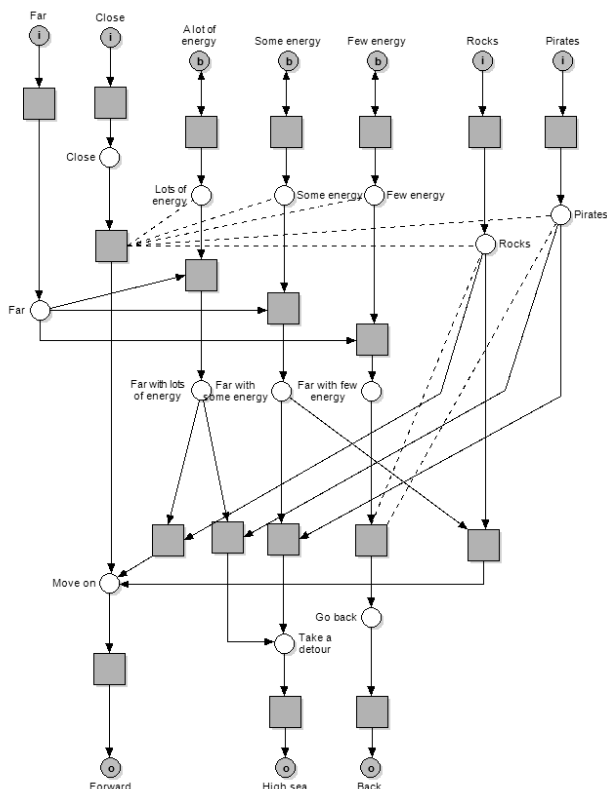 Far
Close
A lot of
energy
Some energy
Few energy
Rocks
Pirates
i
i
b
b
b
i
i
Close
Lots of
energy
Some energy
Few energy
Pirates
Rocks
Far
Far with lots
of energy
Far with
some energy
Far with few
energy
Move on
Go back
Take a
detour
o
o
o
Forward
High sea
Back